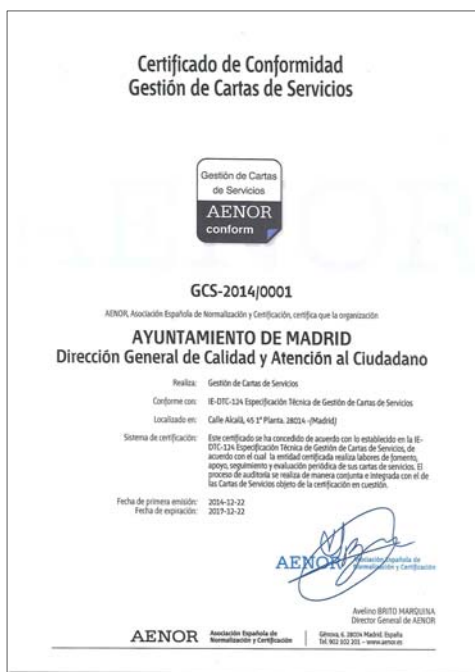 Certificado de Conformidad
Gestión de Cartas de Servicios
Gestión de Cartas
de Servicios
AENOR
conform
GCS-2014/0001
AENOR, Asociación Española de Normalización y Certificación, certifica que la organización
AYUNTAMIENTO DE MADRID
Dirección General de Calidad y Atención al Ciudadano
Realiza: Gestión de Cartas de Servicios
Conforme con: IE-DTC-124 Especificación Técnica de Gestión de Cartas de Servicios
Localizado en: Calle Alcalá, 45 1ª Planta. 28014 -(Madrid)
Sistema de certificación: Este certificado se ha concedido de acuerdo con lo establecido en la IE-
DTC-124 Especificación Técnica de Gestión de Cartas de Servicios, de
acuerdo con el cual la entidad certificada realiza labores de fomento,
apoyo, seguimiento y evaluación periódica de sus cartas de servicios. El
proceso de auditoría se realiza de manera conjunta e integrada con el de
las Cartas de Servicios objeto de la certificación en cuestión.
Fecha de primera emisión: 2014-12-22
Fecha de expiración: 2017-12-22
AENOR Asociación Española de
Normalización y Certificación
Avelino BRITO MARQUINA
Director General de AENOR
AENOR Asociación Española de
Normalización y Certificación
Génova, 6. 28004 Madrid. España
Tel. 902 102 201 – www.aenor.es